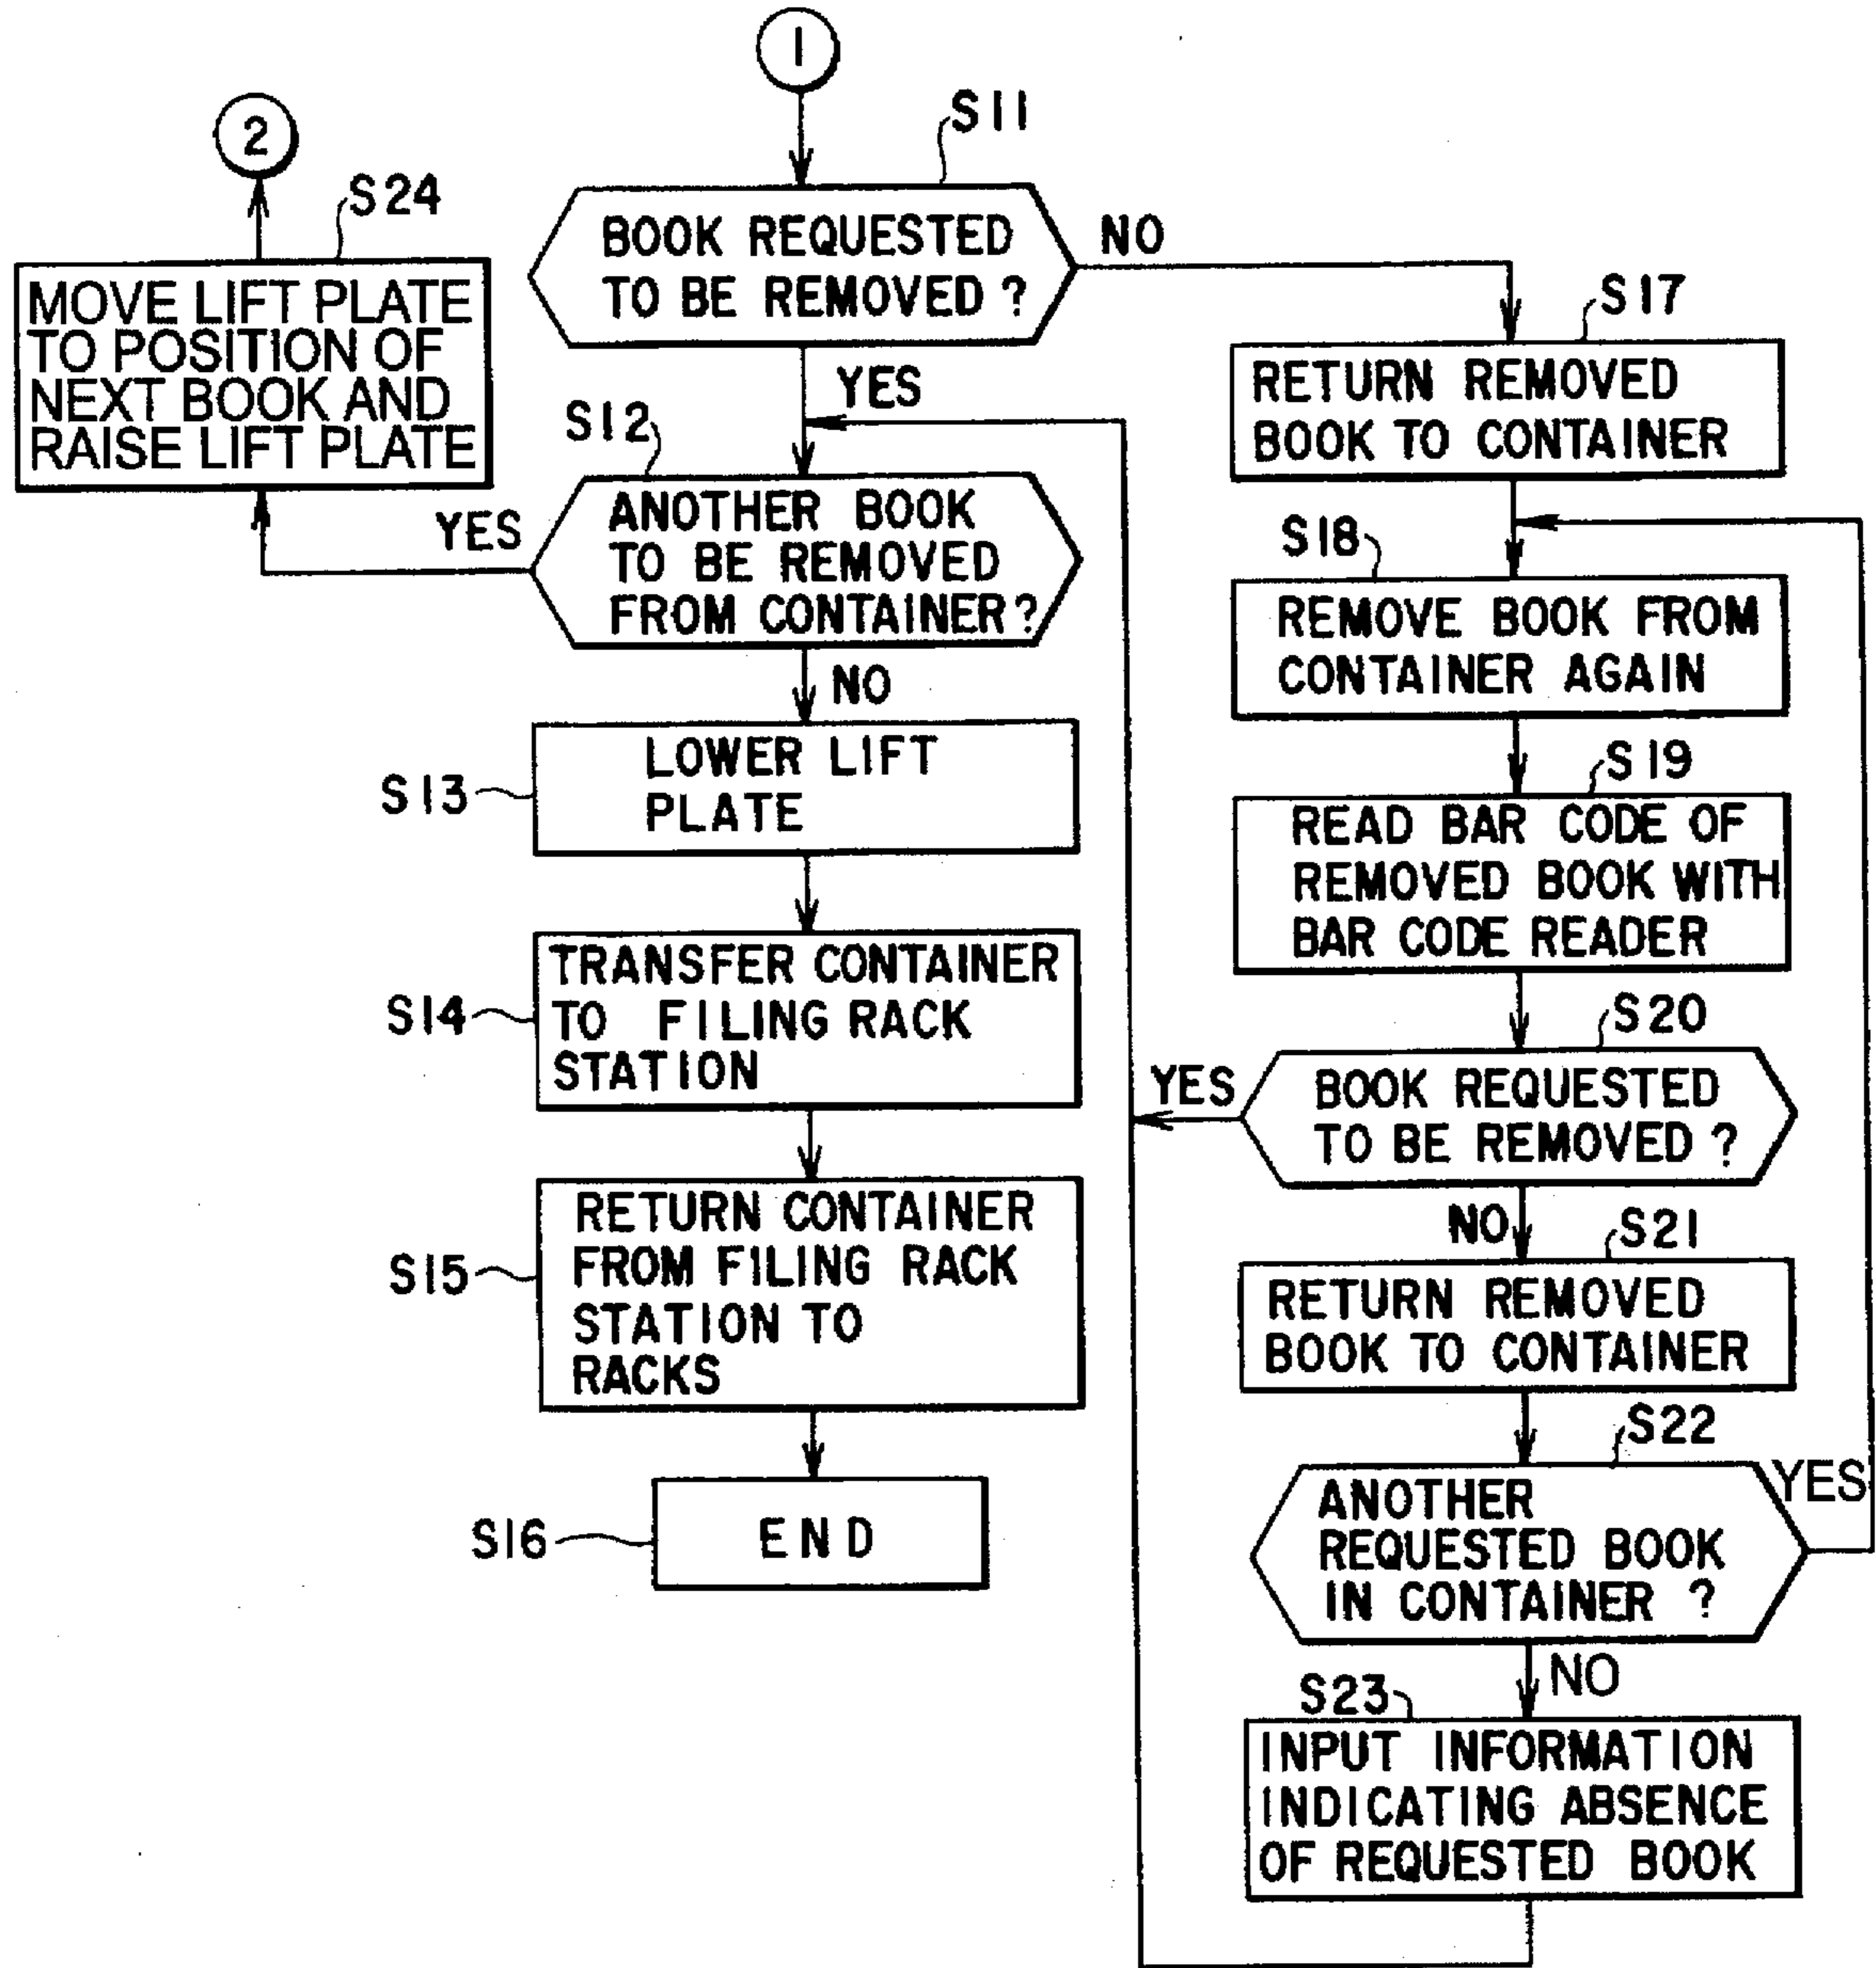 1
S11
BOOK REQUESTED
TO BE REMOVED ?
NO
YES
2
S24
MOVE LIFT PLATE
TO POSITION OF
NEXT BOOK AND
RAISE LIFT PLATE
S12
ANOTHER BOOK
TO BE REMOVED
FROM CONTAINER ?
YES
NO
S13
LOWER LIFT
PLATE
S14
TRANSFER CONTAINER
TO FILING RACK
STATION
S15
RETURN CONTAINER
FROM FILING RACK
STATION TO
RACKS
S16
END
S17
RETURN REMOVED
BOOK TO CONTAINER
S18
REMOVE BOOK FROM
CONTAINER AGAIN
S19
READ BAR CODE OF
REMOVED BOOK WITH
BAR CODE READER
S20
BOOK REQUESTED
TO BE REMOVED ?
YES
NO
S21
RETURN REMOVED
BOOK TO CONTAINER
S22
ANOTHER
REQUESTED BOOK
IN CONTAINER ?
YES
NO
S23
INPUT INFORMATION
INDICATING ABSENCE
OF REQUESTED BOOK